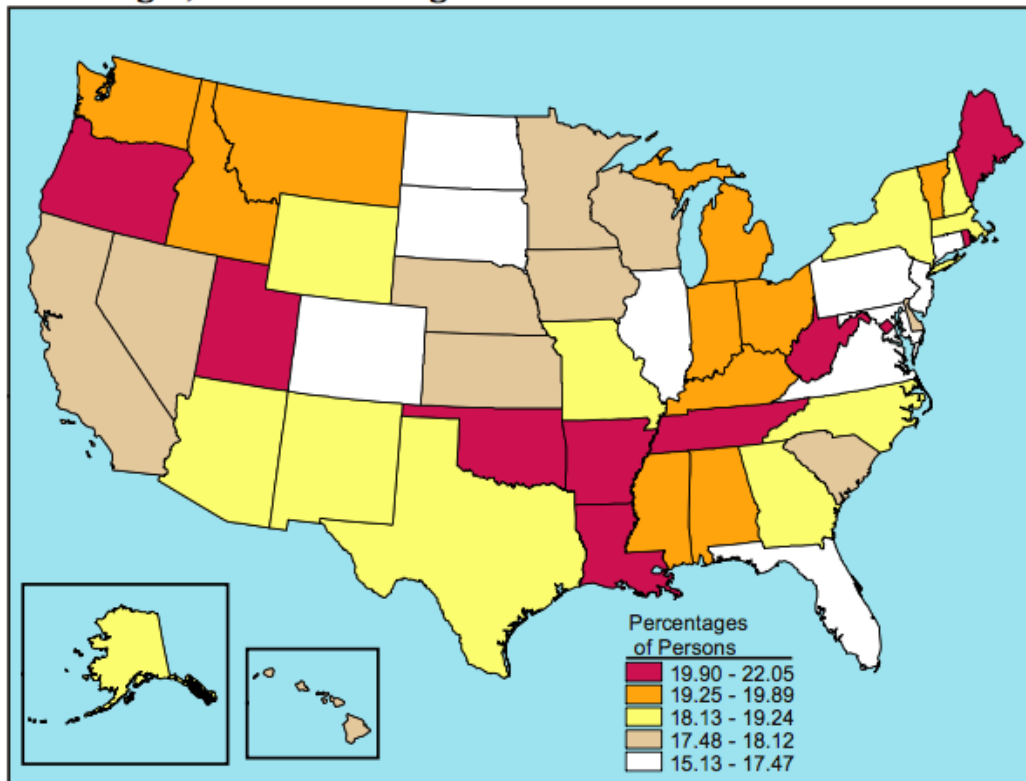 Percentages
of Persons
19.90 - 22.05
19.25 - 19.89
18.13 - 19.24
17.48 - 18.12
15.13 - 17.47